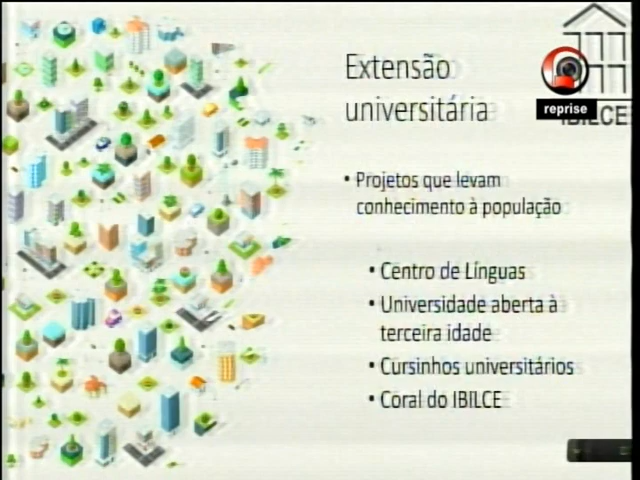 Extensão
universitária
reprise
IBILCE
• Projetos que levam
conhecimento à população
• Centro de Línguas
• Universidade aberta à
terceira idade
• Cursinhos universitários
• Coral do IBILCE